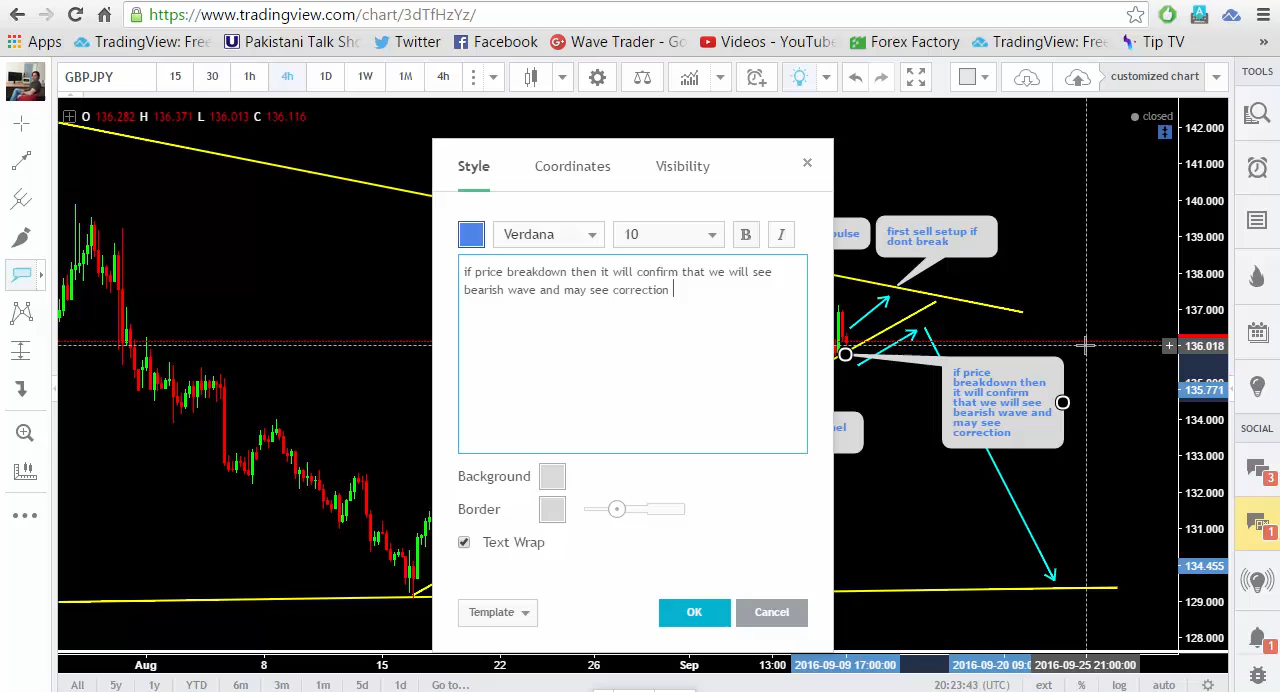 https://www.tradingview.com/chart/3dTfHzYz/
Apps
TradingView: Free
Pakistani Talk Sho
Twitter
Facebook
Wave Trader - Go
Videos - YouTube
Forex Factory
TradingView: Free
Tip TV
»
GBPJPY
15
30
1h
4h
1D
1W
1M
4h
customized chart
TOOLS
O 136.282 H 136.371 L 136.013 C 136.116
closed
Style
Coordinates
Visibility
×
Verdana
10
B
I
if price breakdown then it will confirm that we will see
bearish wave and may see correction
Background
Border
Text Wrap
Template
OK
Cancel
pulse
first sell setup if
dont break
if price
breakdown then
it will confirm
that we will see
bearish wave and
may see
correction
nel
142.000
141.000
140.000
139.000
138.000
137.000
136.018
135.771
134.000
133.000
132.000
131.000
134.455
129.000
128.000
SOCIAL
3
1
1
Aug
8
15
22
26
Sep
13:00
2016-09-09 17:00:00
2016-09-20 09:0
2016-09-25 21:00:00
All
5y
1y
YTD
6m
3m
1m
5d
1d
Go to...
20:23:43 (UTC)
ext
%
log
auto